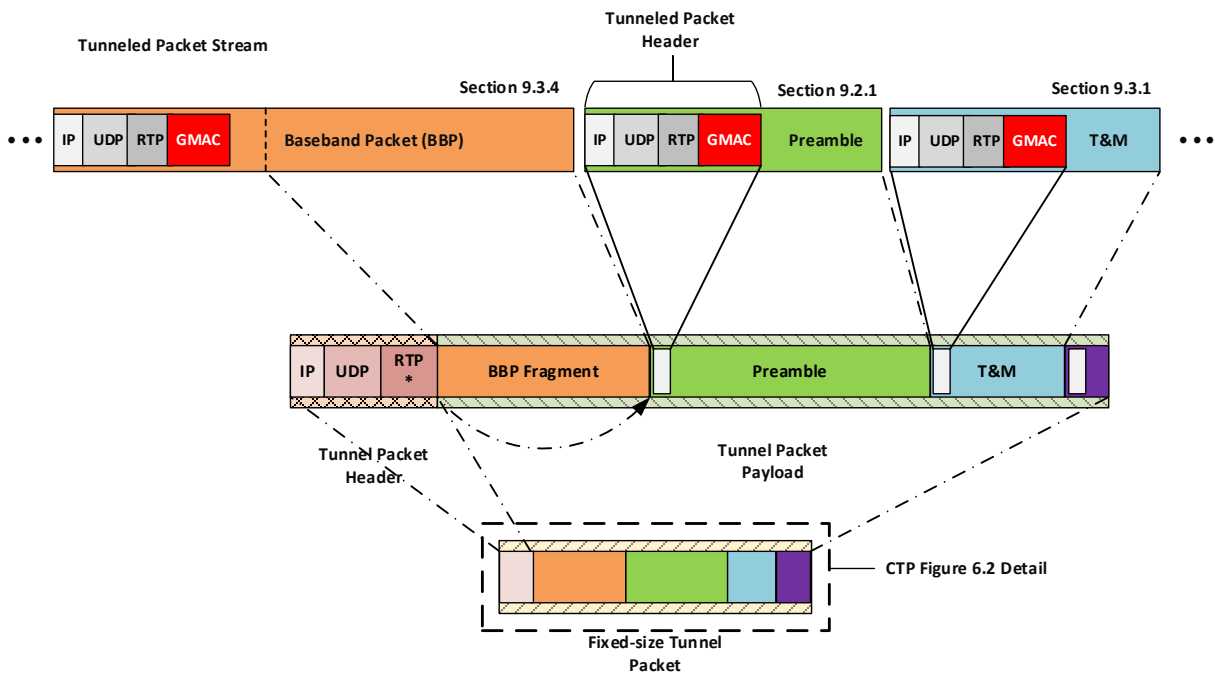 Tunneled Packet Stream
Tunneled Packet
Header
Section 9.3.4
Section 9.2.1
Section 9.3.1
••• IP UDP RTP GMAC Baseband Packet (BBP) IP UDP RTP GMAC Preamble IP UDP RTP GMAC T&M •••
IP UDP RTP
*
BBP Fragment Preamble T&M
Tunnel Packet
Header
Tunnel Packet
Payload
CTP Figure 6.2 Detail
Fixed-size Tunnel
Packet